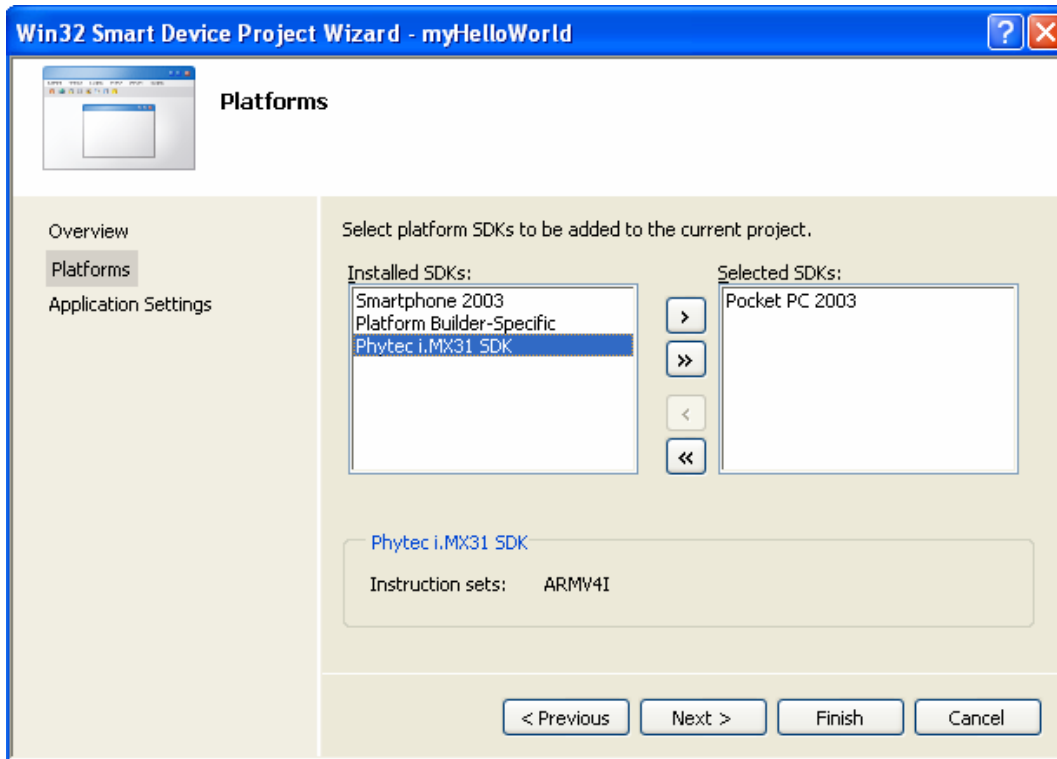 Win32 Smart Device Project Wizard - myHelloWorld
Platforms
Overview
Platforms
Application Settings
Select platform SDKs to be added to the current project.
Installed SDKs:
Smartphone 2003
Platform Builder-Specific
Phytec i.MX31 SDK
>
>>
<
<<
Selected SDKs:
Pocket PC 2003
Phytec i.MX31 SDK
Instruction sets: ARMV4I
< Previous Next > Finish Cancel